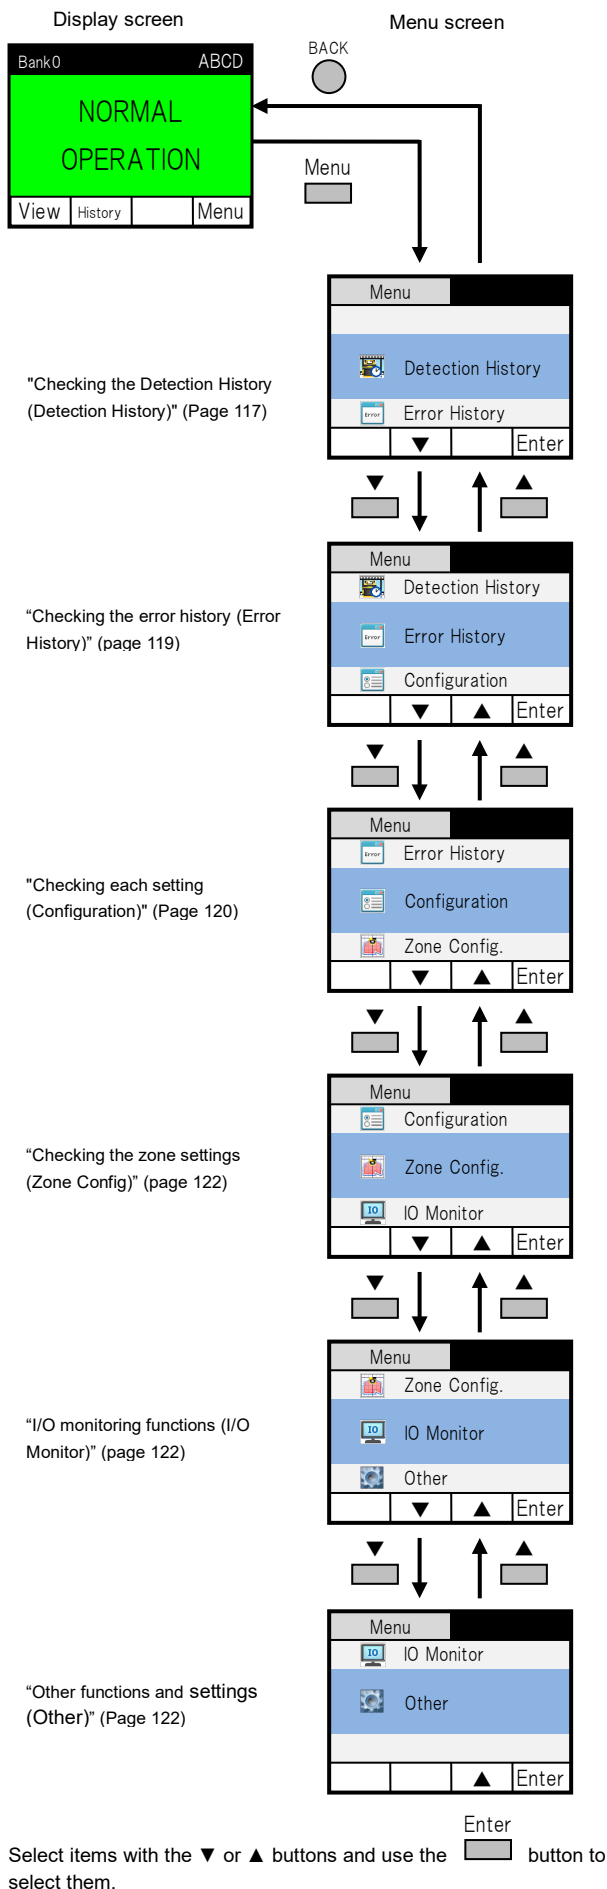 Display screen
Menu screen
BACK
Bank0 ABCD
NORMAL
OPERATION
View History Menu
Menu
Menu
Detection History
Error Error History
▼ Enter
"Checking the Detection History
(Detection History)" (Page 117)
▼ ▲
Menu
Detection History
Error Error History
Configuration
▼ ▲ Enter
“Checking the error history (Error
History)” (page 119)
▼ ▲
Menu
Error Error History
Configuration
Zone Config.
▼ ▲ Enter
"Checking each setting
(Configuration)" (Page 120)
▼ ▲
Menu
Configuration
Zone Config.
IO IO Monitor
▼ ▲ Enter
“Checking the zone settings
(Zone Config)” (page 122)
▼ ▲
Menu
Zone Config.
IO IO Monitor
Other
▼ ▲ Enter
“I/O monitoring functions (I/O
Monitor)” (page 122)
▼ ▲
Menu
IO IO Monitor
Other
▲ Enter
“Other functions and settings
(Other)” (Page 122)
Enter
Select items with the ▼ or ▲ buttons and use the button to
select them.